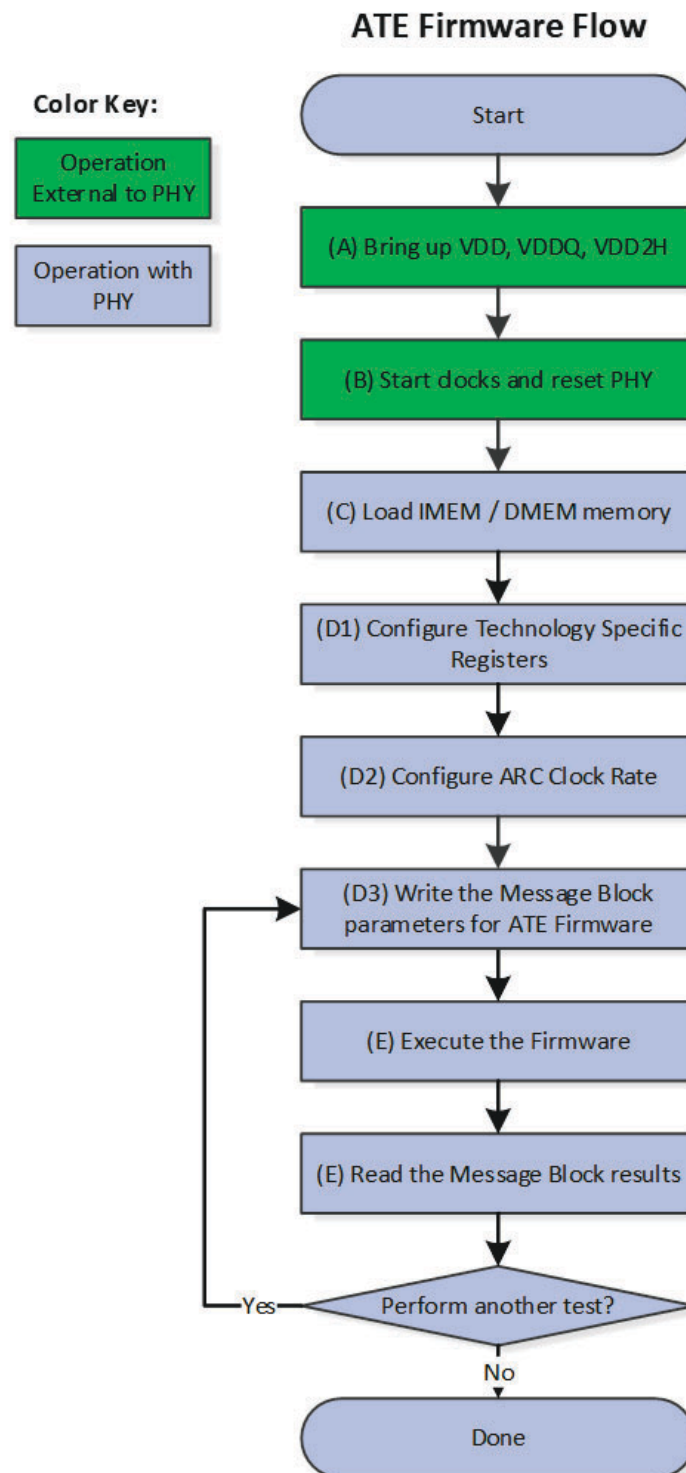 ATE Firmware Flow
Color Key:
Operation
External to PHY
Operation with
PHY
Start
(A) Bring up VDD, VDDQ, VDD2H
(B) Start clocks and reset PHY
(C) Load IMEM / DMEM memory
(D1) Configure Technology Specific
Registers
(D2) Configure ARC Clock Rate
(D3) Write the Message Block
parameters for ATE Firmware
(E) Execute the Firmware
(E) Read the Message Block results
Perform another test?
Yes
No
Done